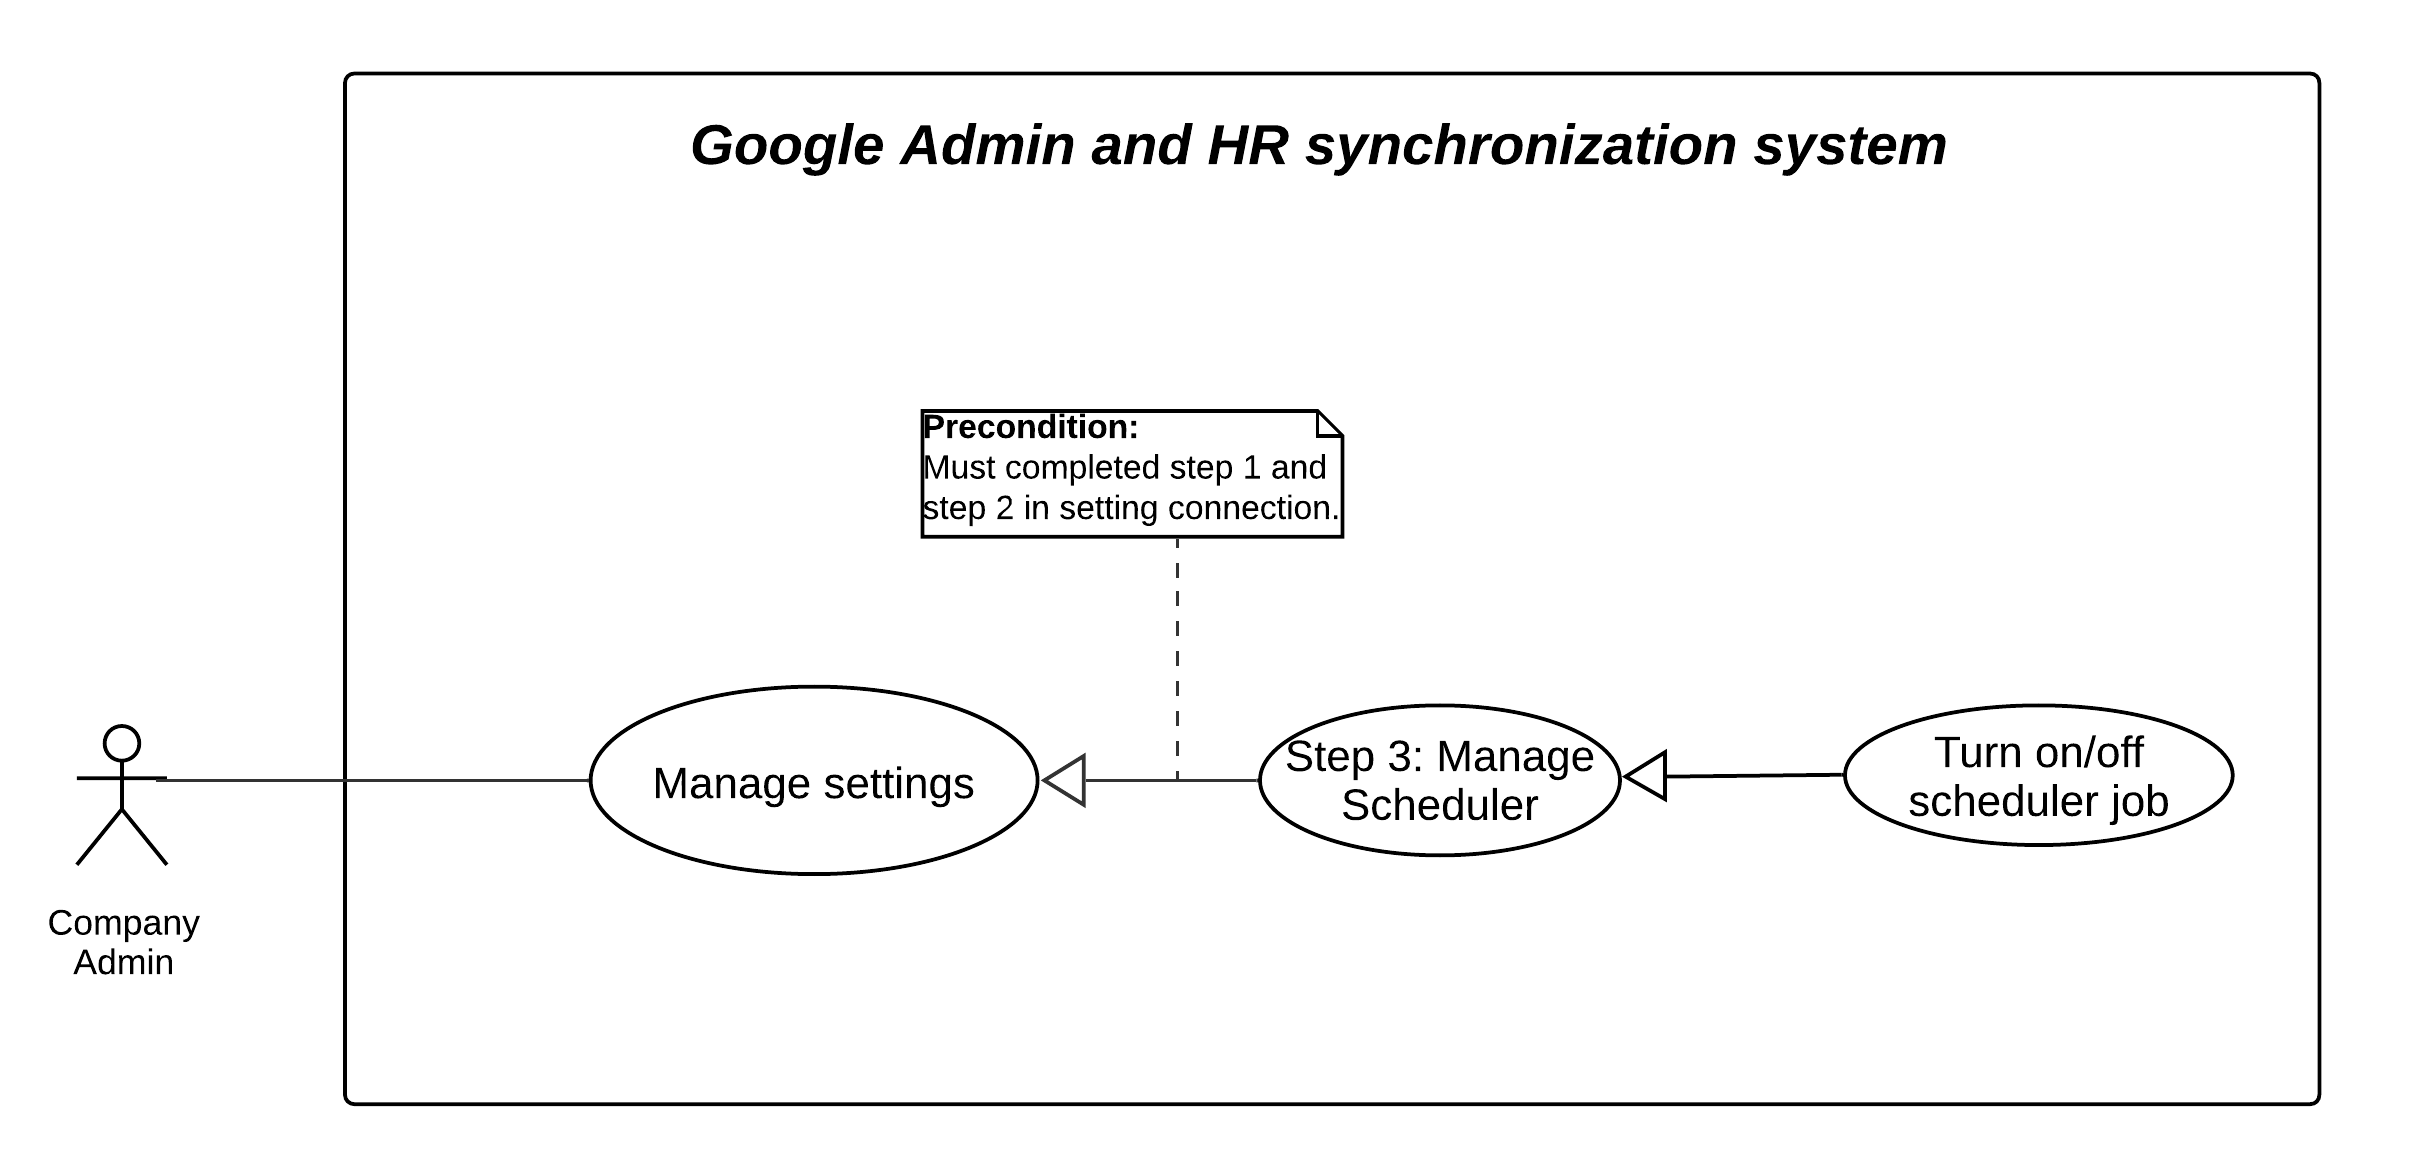 Google Admin and HR synchronization system
Precondition:
Must completed step 1 and
step 2 in setting connection.
Manage settings
Step 3: Manage
Scheduler
Turn on/off
scheduler job
Company
Admin